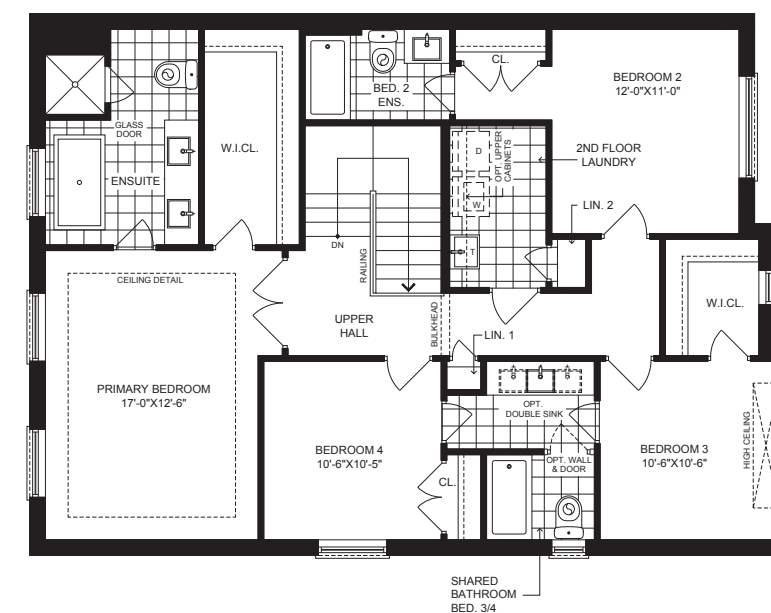 CL.
BEDROOM 2
12'-0"X11'-0"
BED. 2
ENS.
GLASS
DOOR
W.I.CL.
ENSUITE
D
OPT. UPPER
CABINETS
W
T
2ND FLOOR
LAUNDRY
LIN. 2
DN
RAILING
CEILING DETAIL
UPPER
HALL
BULKHEAD
LIN. 1
W.I.CL.
PRIMARY BEDROOM
17'-0"X12'-6"
OPT.
DOUBLE SINK
BEDROOM 4
10'-6"X10'-5"
CL.
OPT. WALL
& DOOR
BEDROOM 3
10'-6"X10'-6"
HIGH CEILING
SHARED
BATHROOM
BED. 3/4